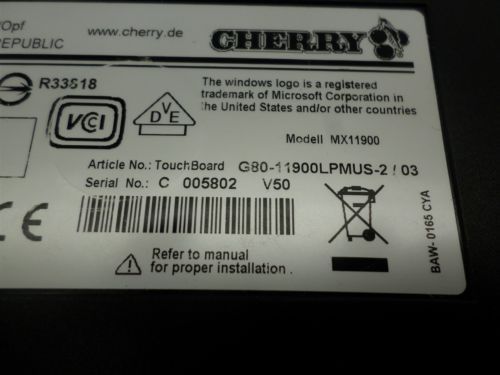 Opf www.cherry.de CHERRY
REPUBLIC
R33518
The windows logo is a registered
trademark of Microsoft Corporation in
the United States and/or other countries
VCCI
DVE
Modell MX11900
Article No.: TouchBoard G80-11900LPMUS-2 / 03
Serial No.: C 005802 V50
CE
BAW- 0165 CYA
Refer to manual
for proper installation .